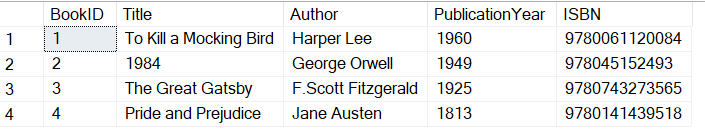 BookID Title Author PublicationYear ISBN
1 1 To Kill a Mocking Bird Harper Lee 1960 9780061120084
2 2 1984 George Orwell 1949 978045152493
3 3 The Great Gatsby F.Scott Fitzgerald 1925 9780743273565
4 4 Pride and Prejudice Jane Austen 1813 9780141439518